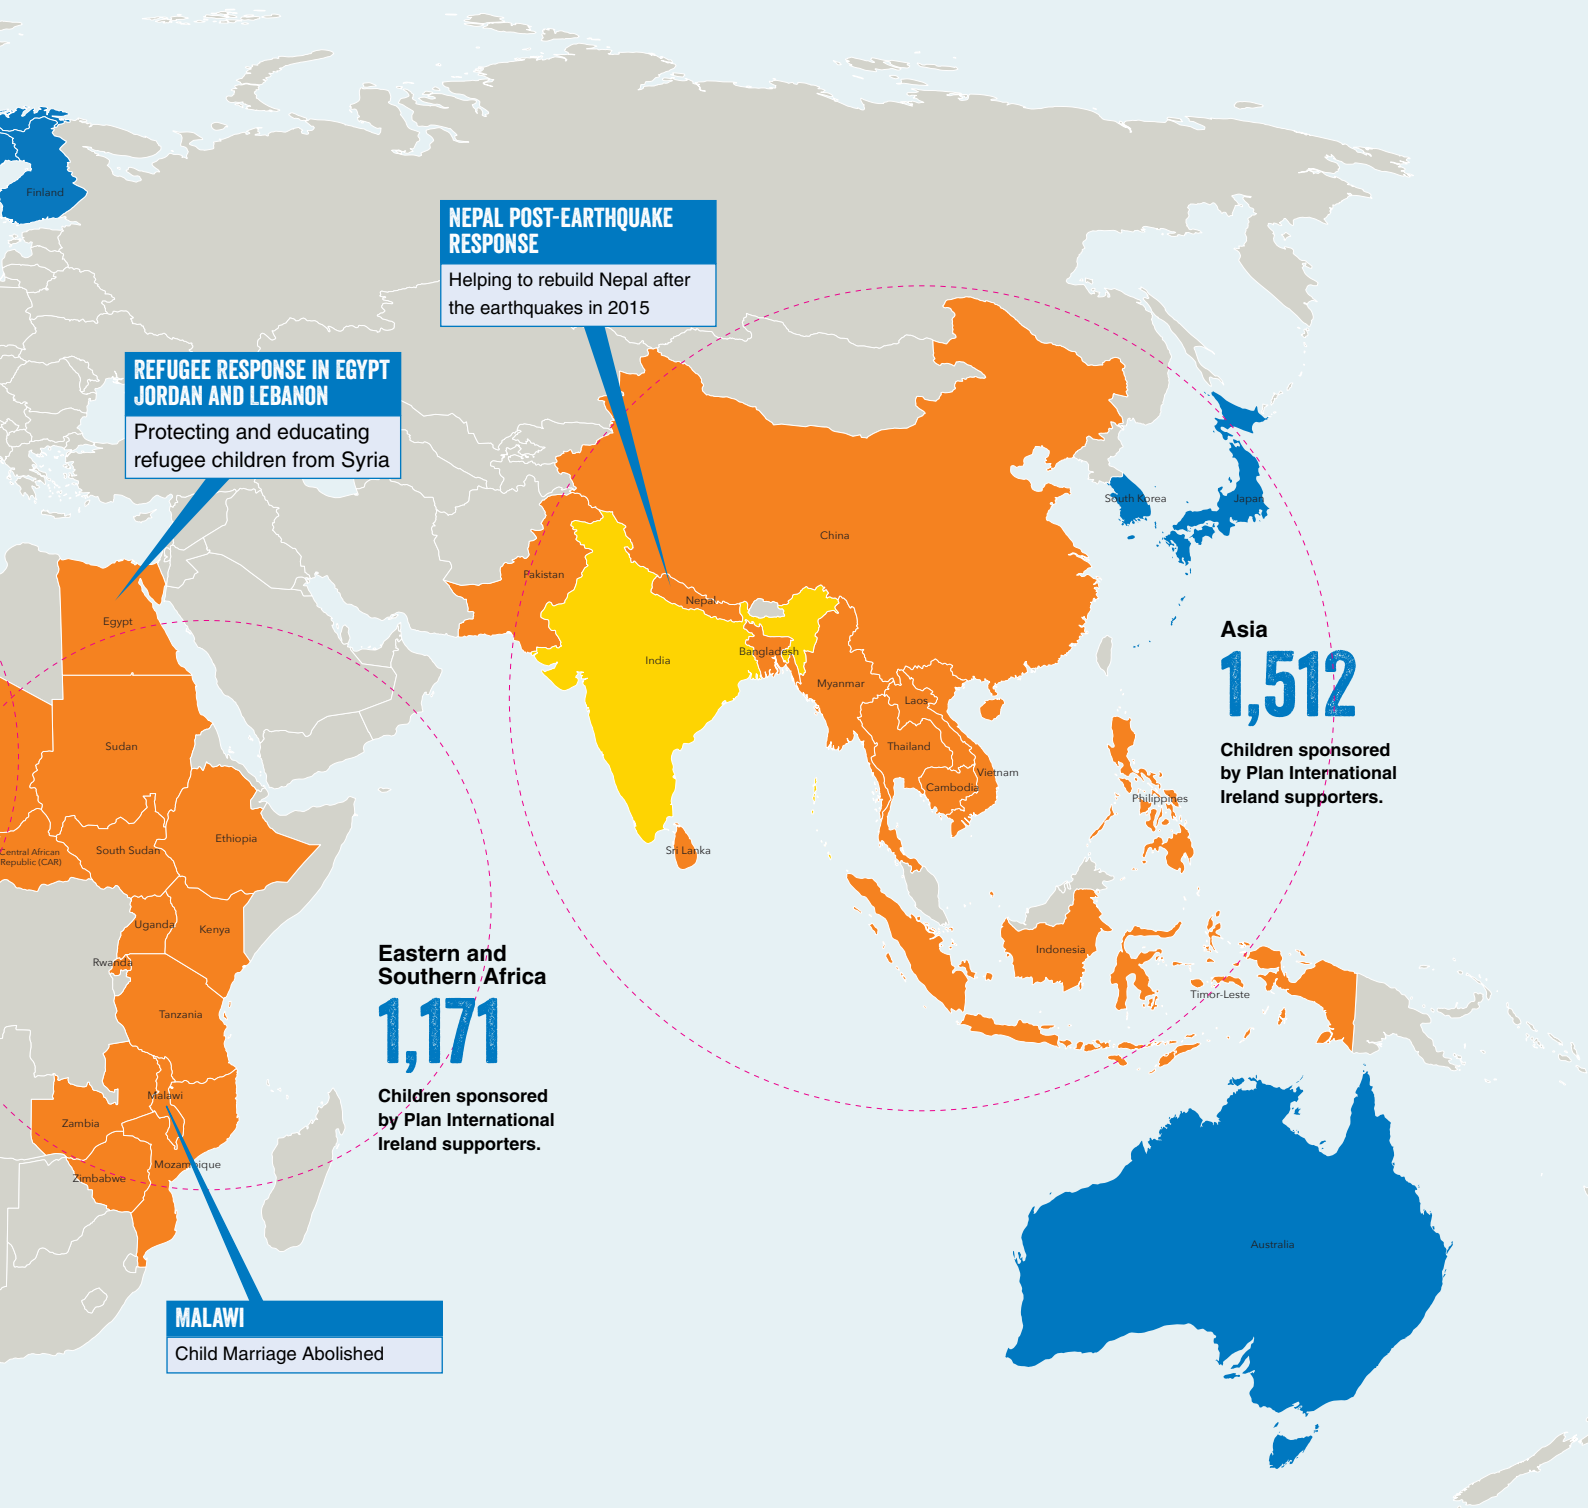 Finland
NEPAL POST-EARTHQUAKE
RESPONSE
Helping to rebuild Nepal after
the earthquakes in 2015
REFUGEE RESPONSE IN EGYPT
JORDAN AND LEBANON
Protecting and educating
refugee children from Syria
South Korea
Japan
China
Pakistan
Nepal
Egypt
India
Bangladesh
Myanmar
Laos
Thailand
Vietnam
Cambodia
Philippines
Sri Lanka
Asia
1,512
Children sponsored
by Plan International
Ireland supporters.
Sudan
Ethiopia
South Sudan
Central African
Republic (CAR)
Uganda
Kenya
Rwanda
Tanzania
Indonesia
Timor-Leste
Eastern and
Southern Africa
1,171
Children sponsored
by Plan International
Ireland supporters.
Malawi
Zambia
Mozambique
Zimbabwe
Australia
MALAWI
Child Marriage Abolished